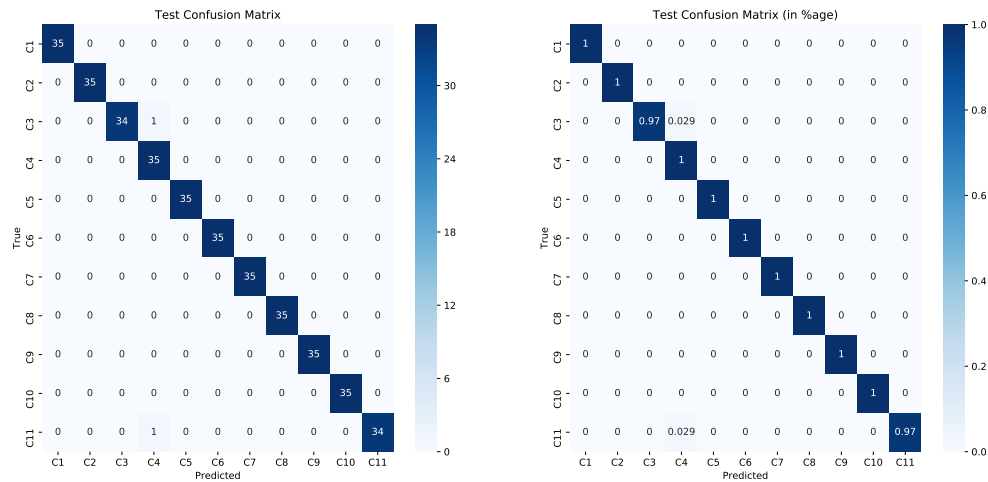 Test Confusion Matrix
C1 35 0 0 0 0 0 0 0 0 0 0
C2 0 35 0 0 0 0 0 0 0 0 0
C3 0 0 34 1 0 0 0 0 0 0 0
C4 0 0 0 35 0 0 0 0 0 0 0
C5 0 0 0 0 35 0 0 0 0 0 0
C6 0 0 0 0 0 35 0 0 0 0 0
True
C7 0 0 0 0 0 0 35 0 0 0 0
C8 0 0 0 0 0 0 0 35 0 0 0
C9 0 0 0 0 0 0 0 0 35 0 0
C10 0 0 0 0 0 0 0 0 0 35 0
C11 0 0 0 1 0 0 0 0 0 0 34
C1 C2 C3 C4 C5 C6 C7 C8 C9 C10 C11
Predicted
30
24
18
12
6
0
Test Confusion Matrix (in %age)
C1 1 0 0 0 0 0 0 0 0 0 0
C2 0 1 0 0 0 0 0 0 0 0 0
C3 0 0 0.97 0.029 0 0 0 0 0 0 0
C4 0 0 0 1 0 0 0 0 0 0 0
C5 0 0 0 0 1 0 0 0 0 0 0
C6 0 0 0 0 0 1 0 0 0 0 0
True
C7 0 0 0 0 0 0 1 0 0 0 0
C8 0 0 0 0 0 0 0 1 0 0 0
C9 0 0 0 0 0 0 0 0 1 0 0
C10 0 0 0 0 0 0 0 0 0 1 0
C11 0 0 0 0.029 0 0 0 0 0 0 0.97
C1 C2 C3 C4 C5 C6 C7 C8 C9 C10 C11
Predicted
1.0
0.8
0.6
0.4
0.2
0.0